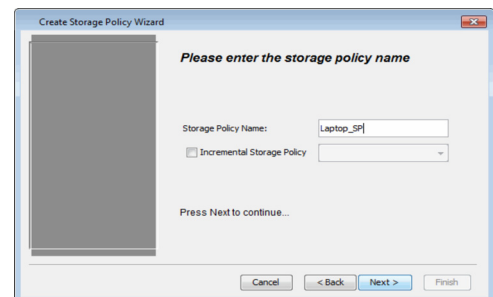 Create Storage Policy Wizard
Please enter the storage policy name
Storage Policy Name: Laptop_SP
Incremental Storage Policy
Press Next to continue...
Cancel < Back Next > Finish